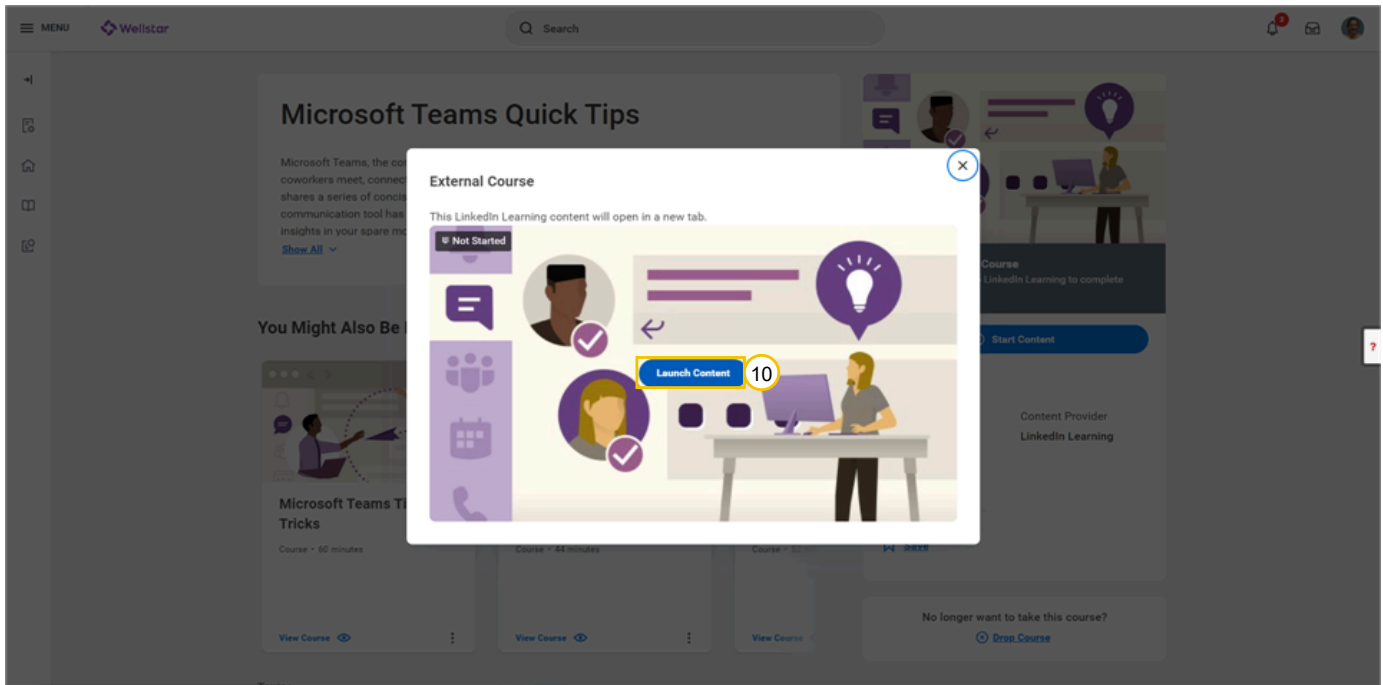 MENU
Wellstar
Search
3
Microsoft Teams Quick Tips
Microsoft Teams, the
coworkers meet, connect
shares a series of concis
communication tool has
insights in your spare mo
Show All
External Course
This LinkedIn Learning content will open in a new tab.
Not Started
Launch Content
10
Course
LinkedIn Learning to complete
Start Content
?
Content Provider
LinkedIn Learning
You Might Also Be
Microsoft Teams Ti
Tricks
Course • 60 minutes
Course • 44 minutes
Course • 52
View Course
View Course
View Course
No longer want to take this course?
Drop Course